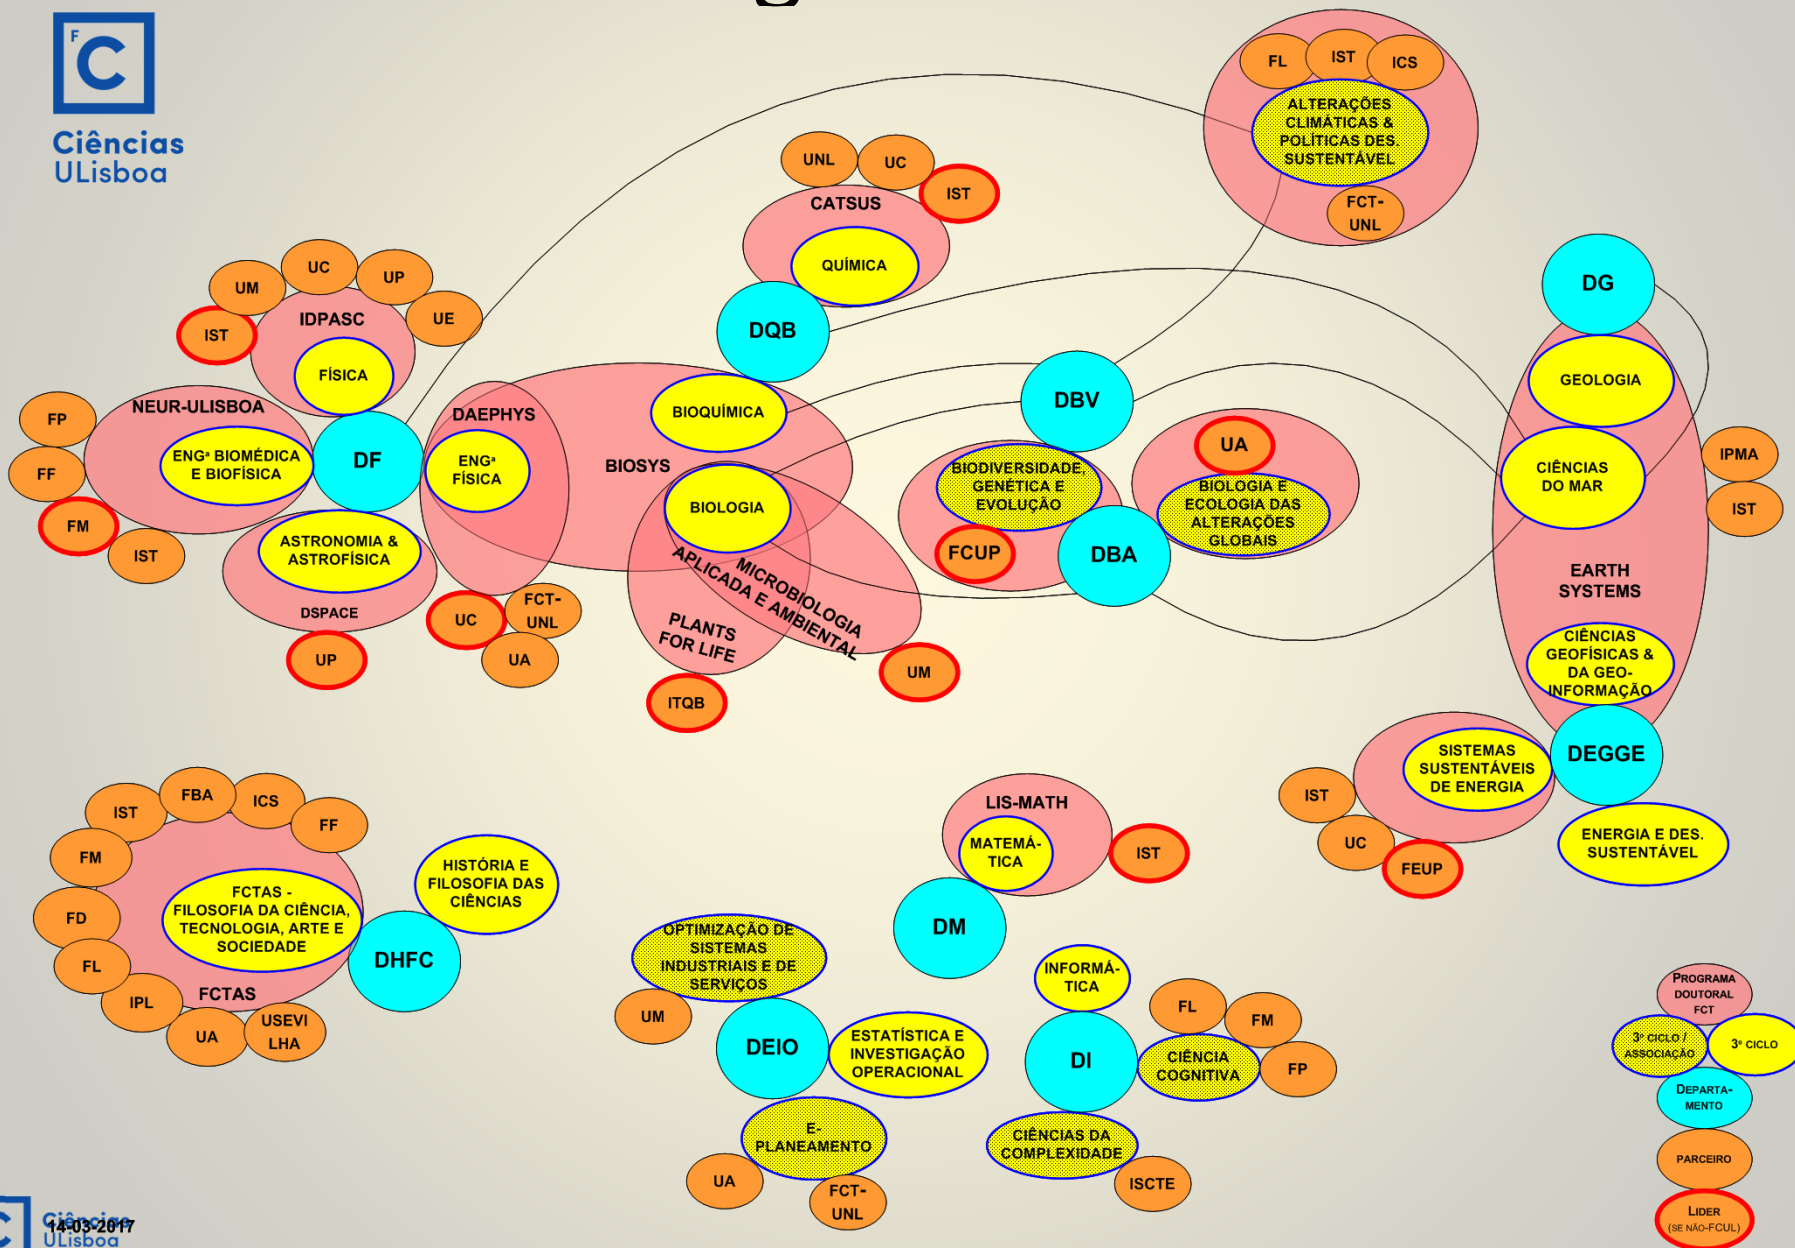 F
C
Ciências
ULisboa
FL
IST
ICS
ALTERAÇÕES
CLIMÁTICAS &
POLÍTICAS DES.
SUSTENTÁVEL
FCT-
UNL
UNL
UC
IST
CATSUS
QUÍMICA
DQB
UM
UC
UP
UE
IST
IDPASC
FÍSICA
DG
GEOLOGIA
CIÊNCIAS
DO MAR
IPMA
IST
EARTH
SYSTEMS
CIÊNCIAS
GEOFÍSICAS &
DA GEO-
INFORMAÇÃO
DEGGE
SISTEMAS
SUSTENTÁVEIS
DE ENERGIA
IST
UC
FEUP
ENERGIA E DES.
SUSTENTÁVEL
FP
FF
FM
IST
NEUR-ULISBOA
ENGª BIOMÉDICA
E BIOFÍSICA
DF
ASTRONOMIA &
ASTROFÍSICA
DSPACE
UP
DAEPHYS
ENGª
FÍSICA
UC
FCT-
UNL
UA
BIOSYS
BIOQUÍMICA
BIOLOGIA
MICROBIOLOGIA
APLICADA E AMBIENTAL
PLANTS
FOR LIFE
ITQB
UM
DBV
BIODIVERSIDADE,
GENÉTICA E
EVOLUÇÃO
FCUP
DBA
UA
BIOLOGIA E
ECOLOGIA DAS
ALTERAÇÕES
GLOBAIS
IST
FBA
ICS
FF
FM
FD
FL
IPL
UA
USEVI
LHA
FCTAS -
FILOSOFIA DA CIÊNCIA,
TECNOLOGIA, ARTE E
SOCIEDADE
FCTAS
HISTÓRIA E
FILOSOFIA DAS
CIÊNCIAS
DHFC
LIS-MATH
MATEMÁ-
TICA
IST
DM
OPTIMIZAÇÃO DE
SISTEMAS
INDUSTRIAIS E DE
SERVIÇOS
UM
DEIO
ESTATÍSTICA E
INVESTIGAÇÃO
OPERACIONAL
E-
PLANEAMENTO
UA
FCT-
UNL
INFORMÁ-
TICA
DI
FL
FM
FP
CIÊNCIA
COGNITIVA
CIÊNCIAS DA
COMPLEXIDADE
ISCTE
PROGRAMA
DOUTORAL
FCT
3º CICLO /
ASSOCIAÇÃO
3º CICLO
DEPARTA-
MENTO
PARCEIRO
LIDER
(SE NÃO-FCUL)
14-03-2017
Ciências
ULisboa